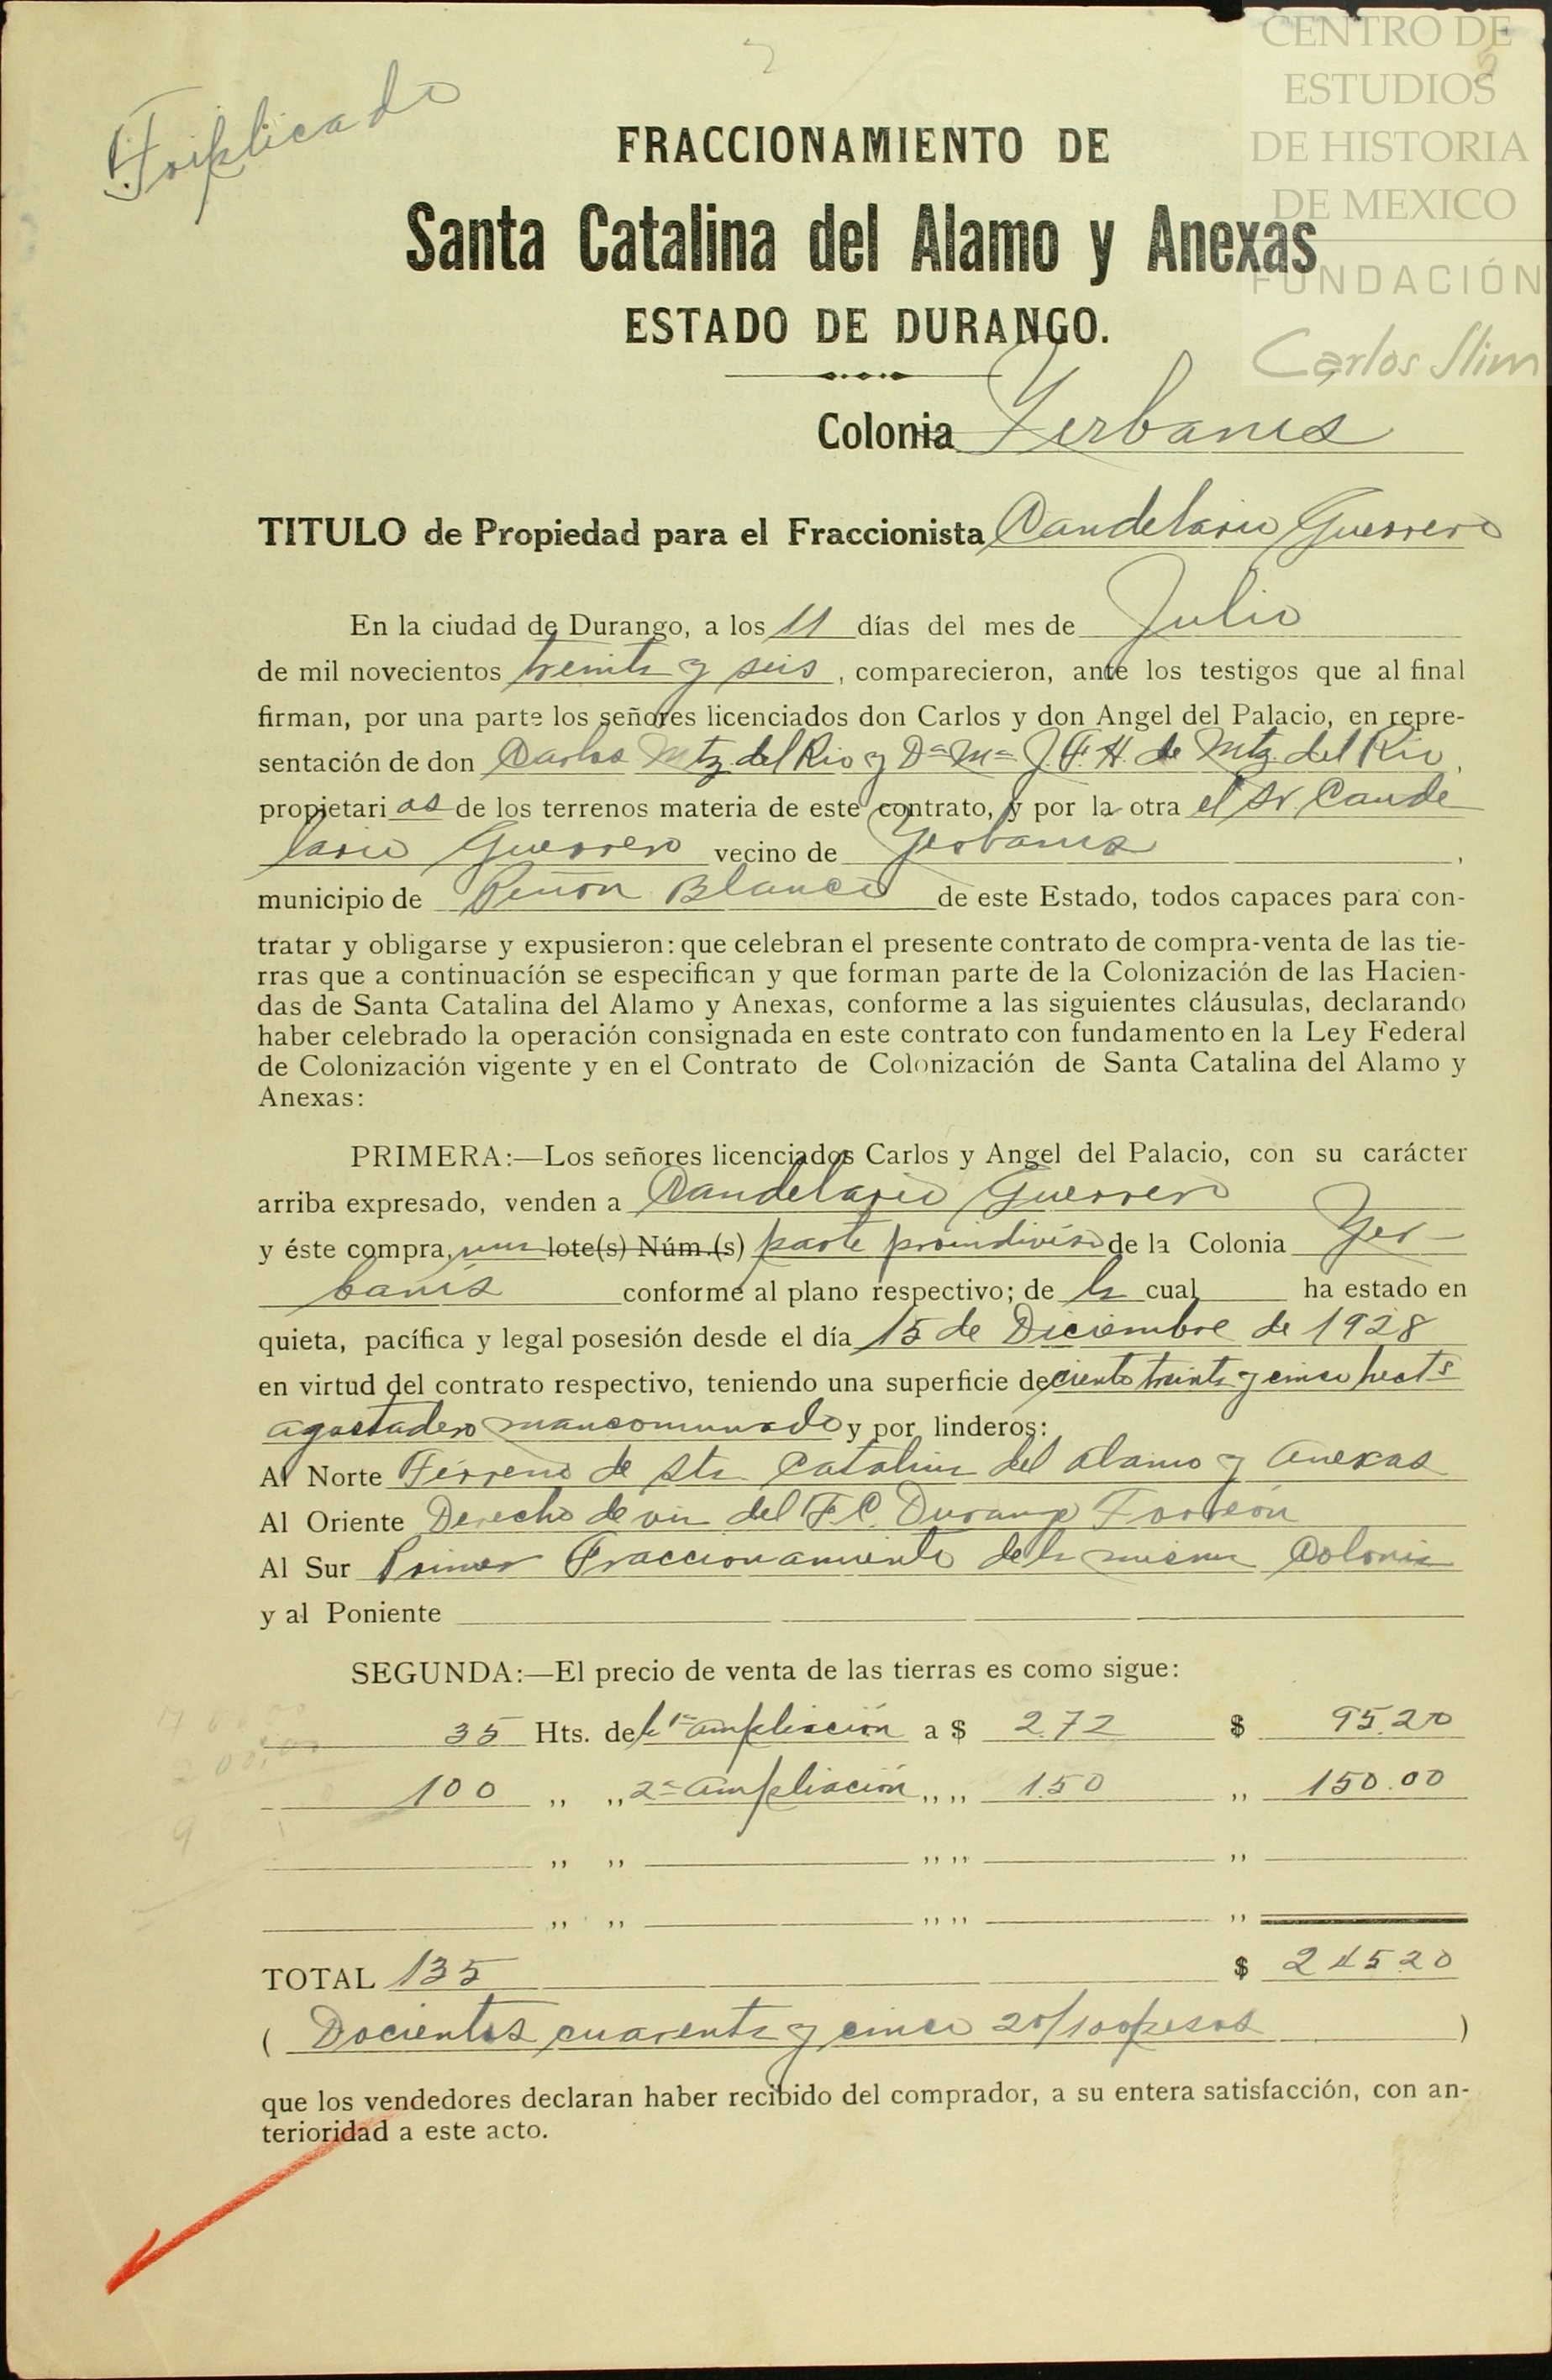 Triplicado
CENTRO DE
ESTUDIOS
DE HISTORIA
DE MEXICO
FUNDACIÓN
Carlos Slim
FRACCIONAMIENTO DE
Santa Catalina del Alamo y Anexas
ESTADO DE DURANGO.
Colonia Yerbanis
TITULO de Propiedad para el Fraccionista Candelario Guerrero
En la ciudad de Durango, a los 11 días del mes de Julio
de mil novecientos treinta y seis, comparecieron, ante los testigos que al final
firman, por una parte los señores licenciados don Carlos y don Angel del Palacio, en repre-
sentación de don Carlos Mtz. del Rio y Da Ma J. F. H. de Mtz. del Rio,
propietari os de los terrenos materia de este contrato, y por la otra el Sr Cande
lario Guerrero vecino de Yerbanis,
municipio de Peñon Blanco de este Estado, todos capaces para con-
tratar y obligarse y expusieron: que celebran el presente contrato de compra-venta de las tie-
rras que a continuación se especifican y que forman parte de la Colonización de las Hacien-
das de Santa Catalina del Alamo y Anexas, conforme a las siguientes cláusulas, declarando
haber celebrado la operación consignada en este contrato con fundamento en la Ley Federal
de Colonización vigente y en el Contrato de Colonización de Santa Catalina del Alamo y
Anexas:
PRIMERA:—Los señores licenciados Carlos y Angel del Palacio, con su carácter
arriba expresado, venden a Candelario Guerrero
y éste compra, una lote(s) Núm.(s) parte proindiviso de la Colonia Yer-
banis conforme al plano respectivo; de la cual ha estado en
quieta, pacífica y legal posesión desde el día 15 de Diciembre de 1928
en virtud del contrato respectivo, teniendo una superficie de ciento treinta y cinco hects
agostadero mancomunado y por linderos:
Al Norte Terreno de Sta Catalina del Alamo y Anexas
Al Oriente Derecho de via del F.C. Durango Torreón
Al Sur Primer Fraccionamiento de la misma Colonia
y al Poniente
SEGUNDA:—El precio de venta de las tierras es como sigue:
35 Hts. de la 1a ampliación a $ 2.72 $ 95.20
100 ,, ,, 2a ampliación ,, ,, 1.50 ,, 150.00
,, ,, ,, ,, ,,
,, ,, ,, ,, ,,
TOTAL 135 $ 245.20
( Docientos cuarenta y cinco 20/100 pesos )
que los vendedores declaran haber recibido del comprador, a su entera satisfacción, con an-
terioridad a este acto.